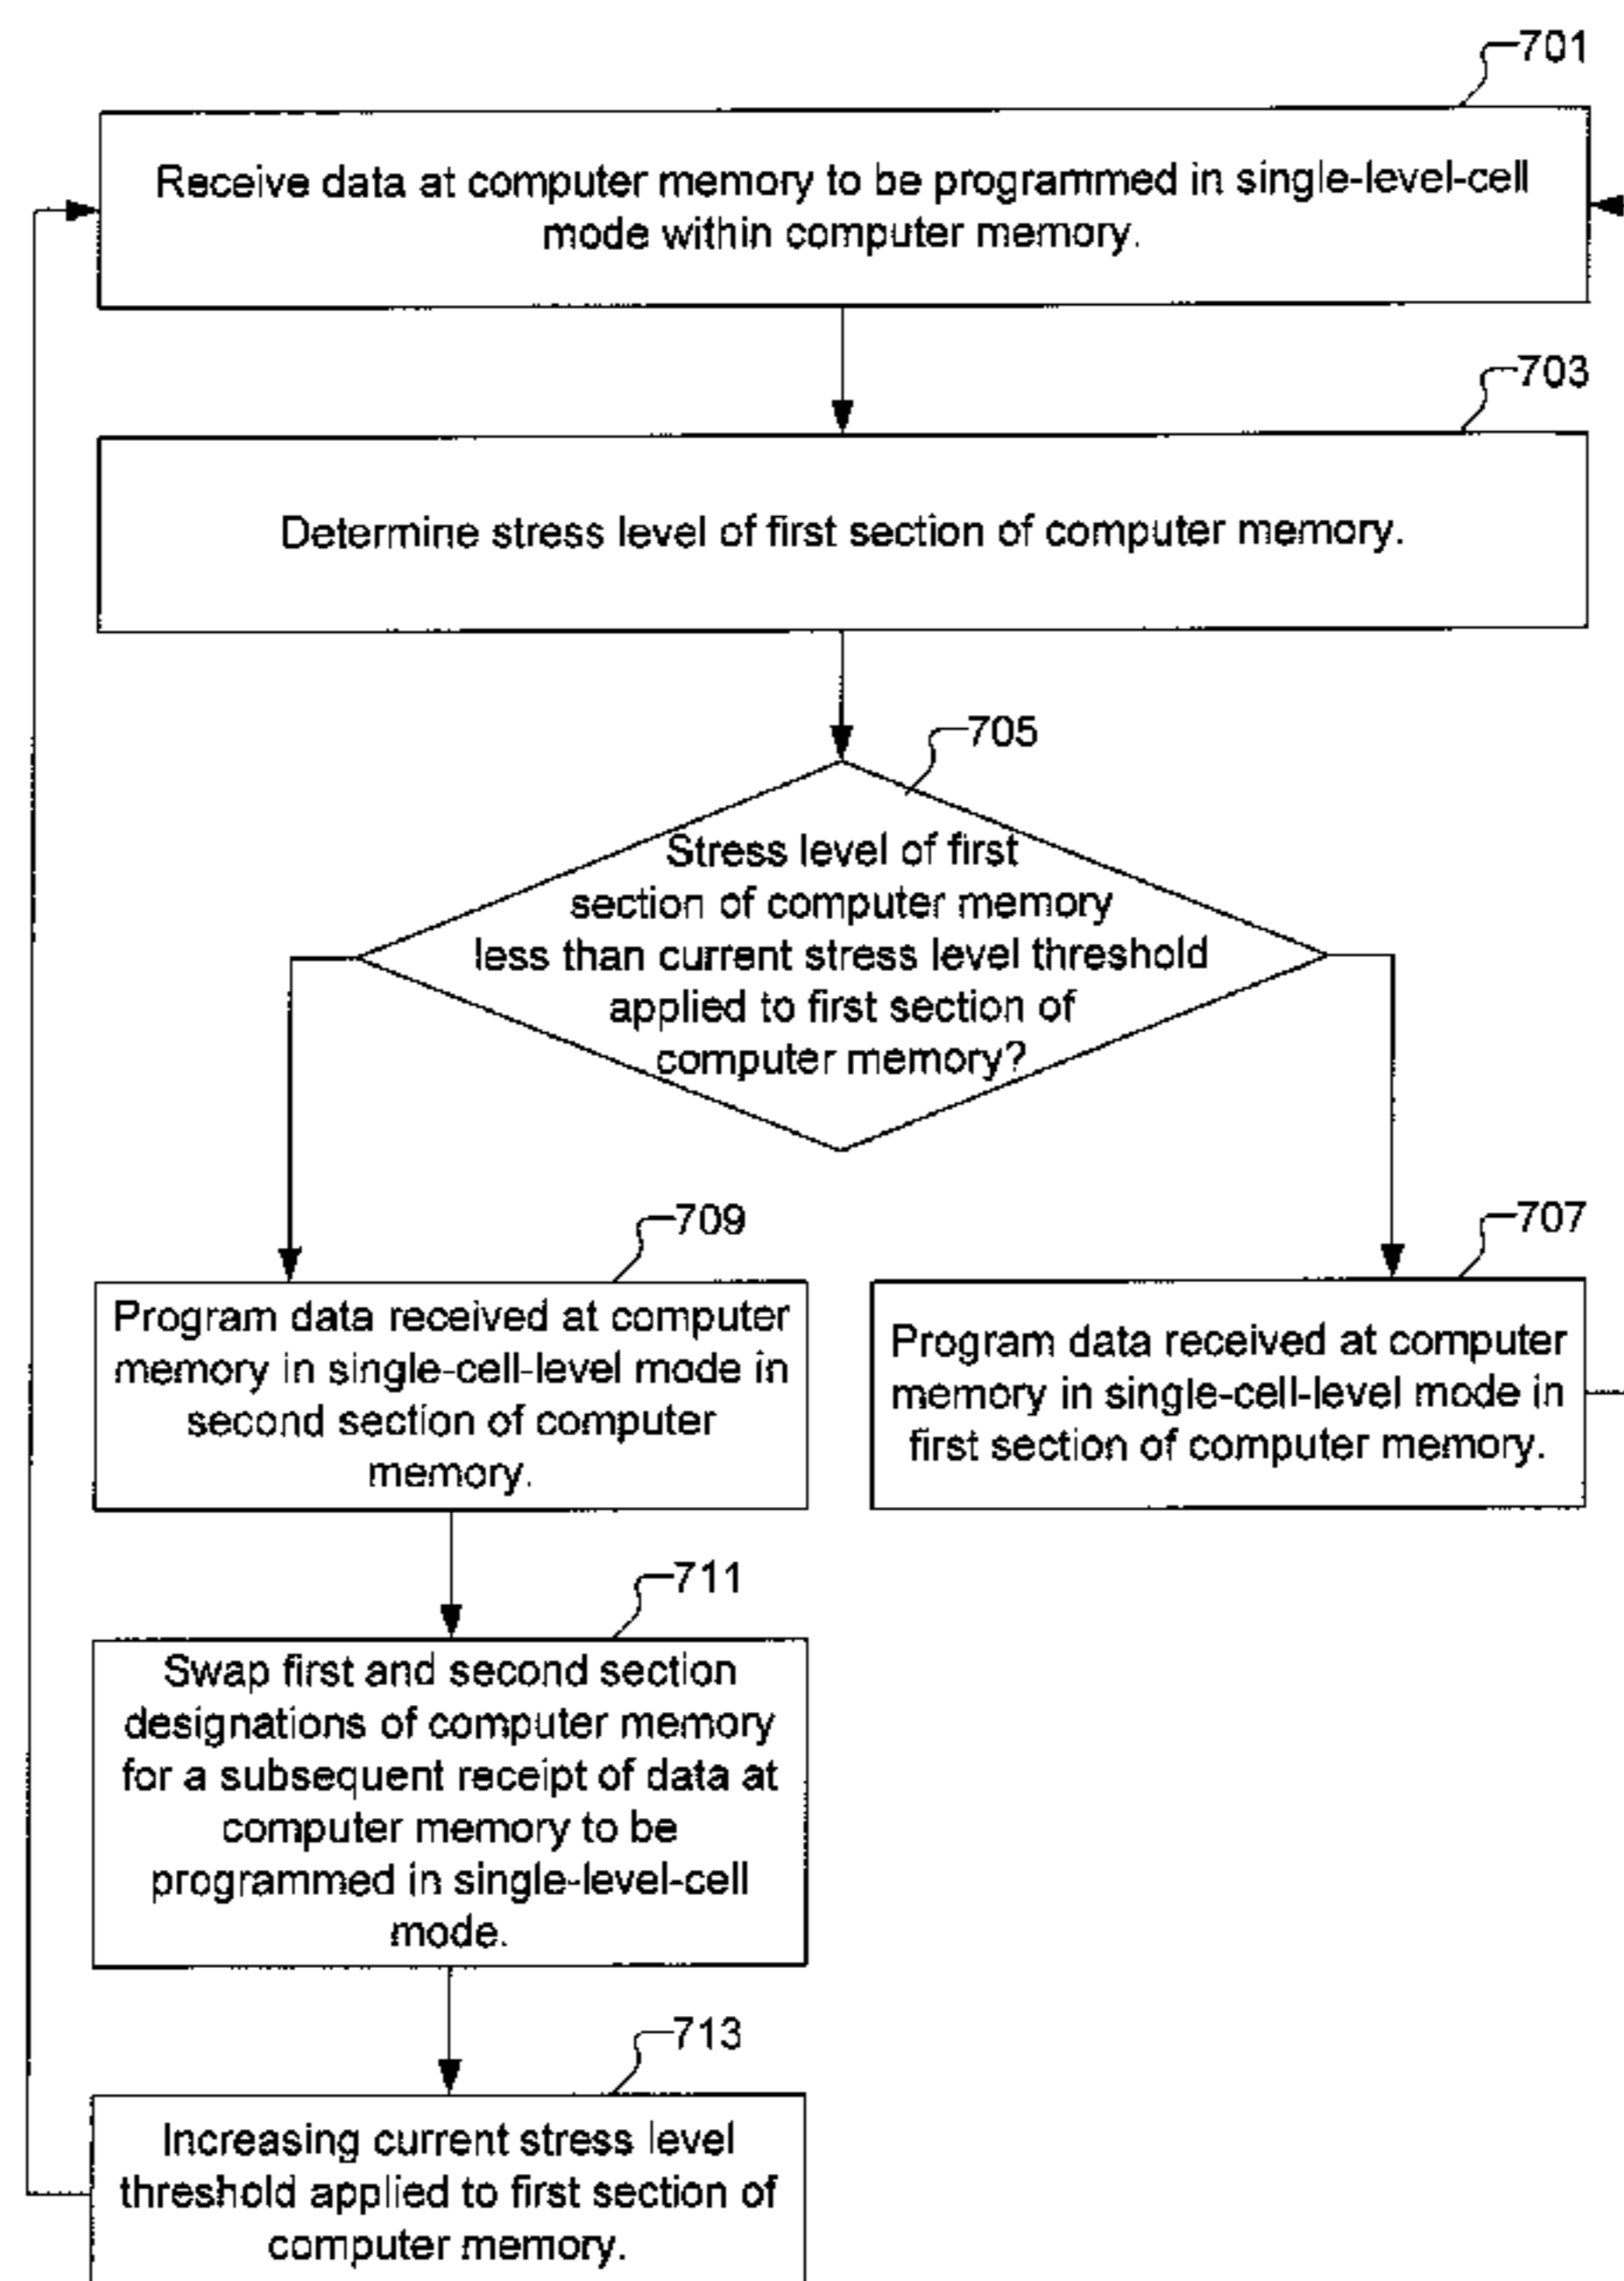 701
Receive data at computer memory to be programmed in single-level-cell
mode within computer memory.
703
Determine stress level of first section of computer memory.
705
Stress level of first
section of computer memory
less than current stress level threshold
applied to first section of
computer memory?
709
Program data received at computer
memory in single-cell-level mode in
second section of computer
memory.
707
Program data received at computer
memory in single-cell-level mode in
first section of computer memory.
711
Swap first and second section
designations of computer memory
for a subsequent receipt of data at
computer memory to be
programmed in single-level-cell
mode.
713
Increasing current stress level
threshold applied to first section of
computer memory.